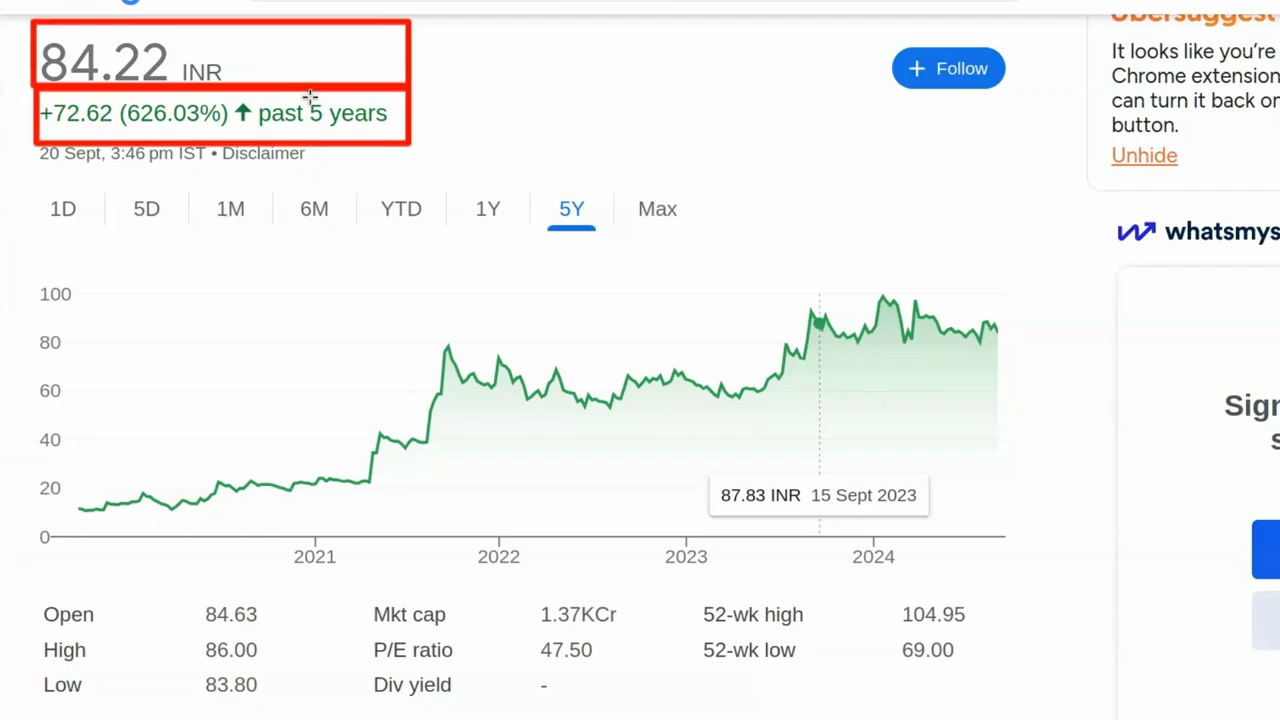 84.22 INR
+ Follow
+72.62 (626.03%) ↑ past 5 years
20 Sept, 3:46 pm IST • Disclaimer
1D 5D 1M 6M YTD 1Y 5Y Max
100
80
60
40
20
0
87.83 INR 15 Sept 2023
2021 2022 2023 2024
Open 84.63 Mkt cap 1.37KCr 52-wk high 104.95
High 86.00 P/E ratio 47.50 52-wk low 69.00
Low 83.80 Div yield -
Ubersuggest
It looks like you're
Chrome extension
can turn it back on
button.
Unhide
whatsmys
Sign
s